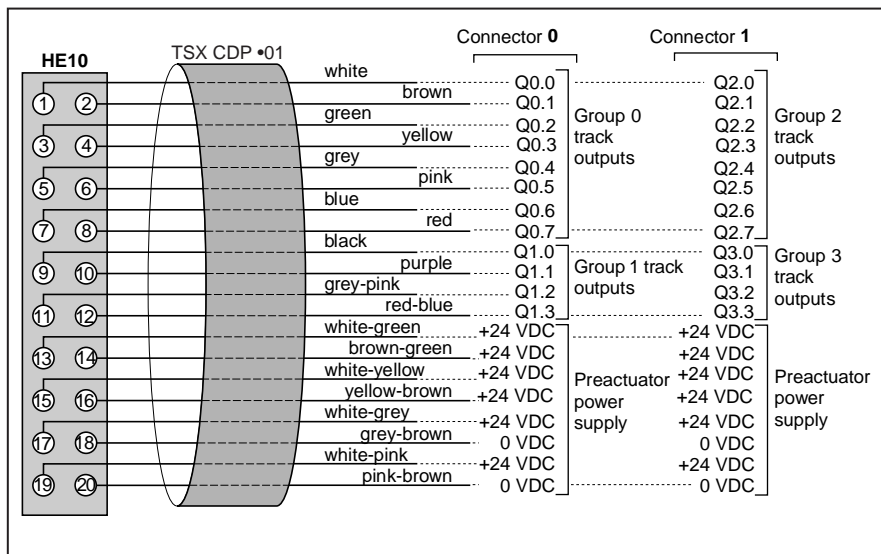 Connector 0 Connector 1
HE10 TSX CDP •01
white Q0.0 Q2.0
1 2 brown Q0.1 Q2.1
green Q0.2 Group 0 Q2.2 Group 2
3 4 yellow Q0.3 track Q2.3 track
grey Q0.4 outputs Q2.4 outputs
5 6 pink Q0.5 Q2.5
blue Q0.6 Q2.6
7 8 red Q0.7 Q2.7
black Q1.0 Q3.0 Group 3
9 10 purple Q1.1 Group 1 track Q3.1 track
grey-pink Q1.2 outputs Q3.2 outputs
11 12 red-blue Q1.3 Q3.3
white-green +24 VDC +24 VDC
13 14 brown-green +24 VDC +24 VDC
white-yellow +24 VDC Preactuator +24 VDC Preactuator
15 16 yellow-brown +24 VDC power +24 VDC power
white-grey +24 VDC supply +24 VDC supply
17 18 grey-brown 0 VDC 0 VDC
white-pink +24 VDC +24 VDC
19 20 pink-brown 0 VDC 0 VDC